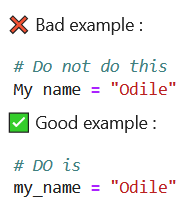 ❌ Bad example :
# Do not do this
My name = "Odile"
✅ Good example :
# DO is
my_name = "Odile"